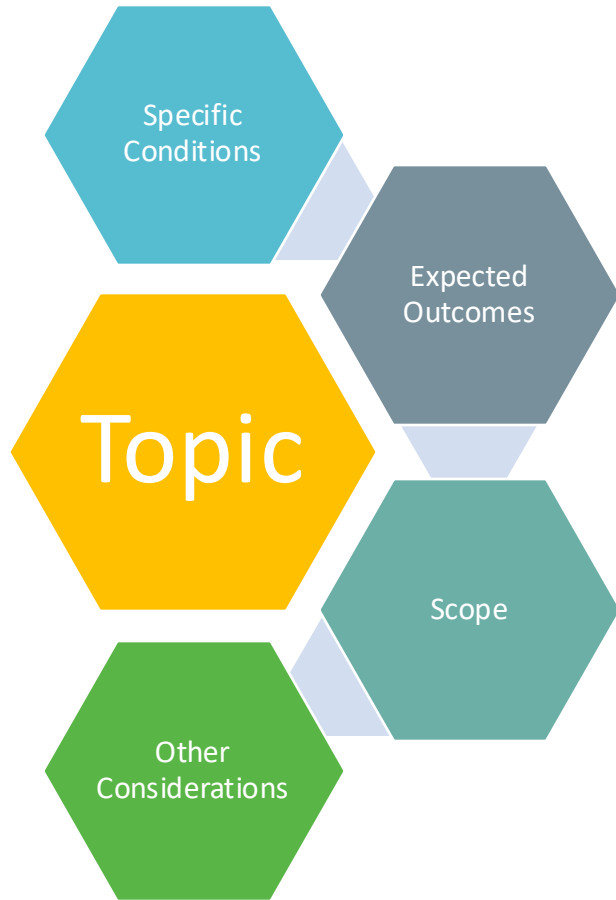 Specific
Conditions
Expected
Outcomes
Topic
Scope
Other
Considerations